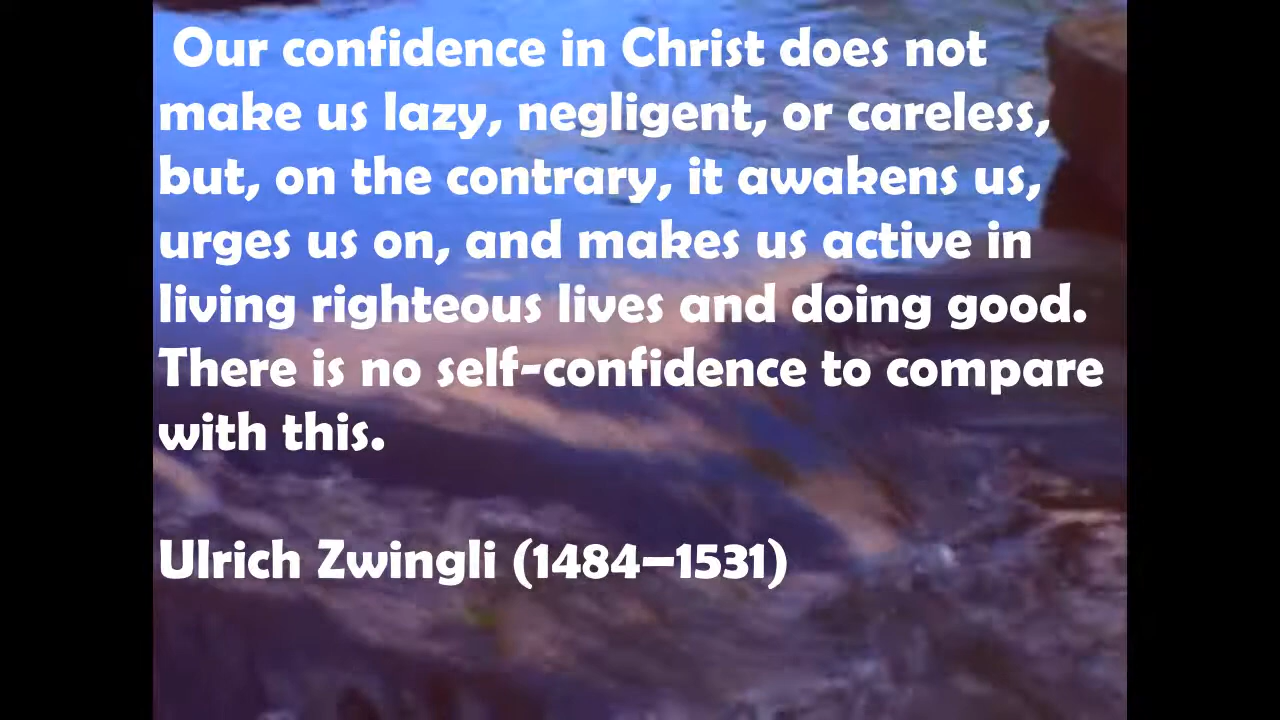 Our confidence in Christ does not
make us lazy, negligent, or careless,
but, on the contrary, it awakens us,
urges us on, and makes us active in
living righteous lives and doing good.
There is no self-confidence to compare
with this.
Ulrich Zwingli (1484–1531)